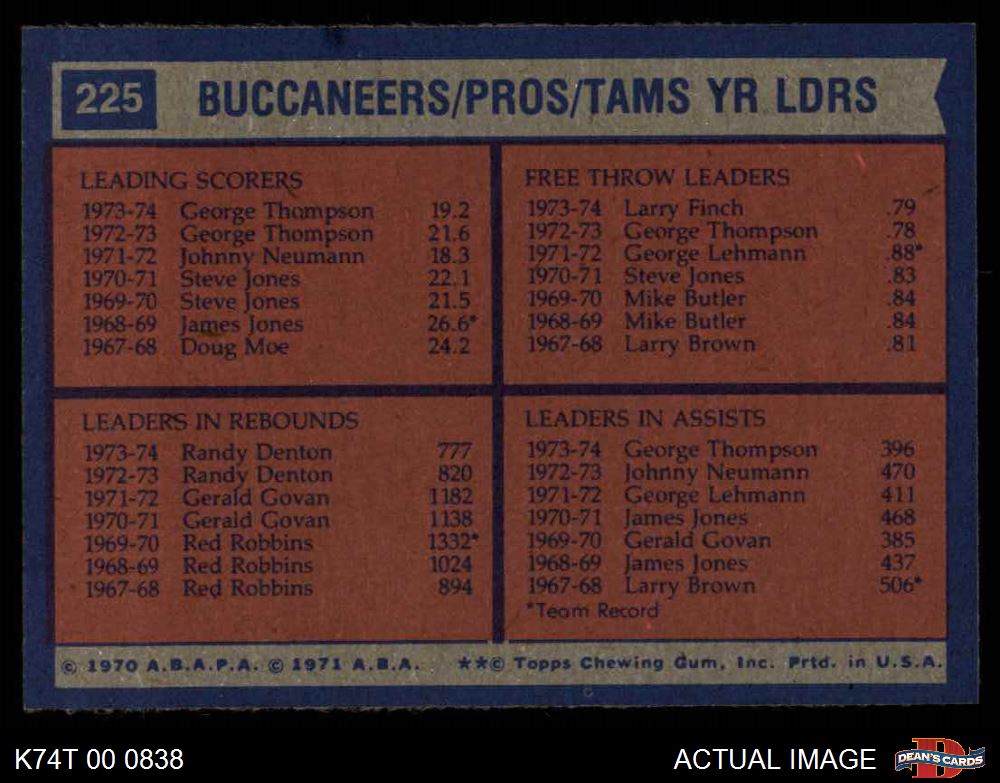 225 BUCCANEERS/PROS/TAMS YR LDRS
LEADING SCORERS
1973-74 George Thompson 19.2
1972-73 George Thompson 21.6
1971-72 Johnny Neumann 18.3
1970-71 Steve Jones 22.1
1969-70 Steve Jones 21.5
1968-69 James Jones 26.6*
1967-68 Doug Moe 24.2
FREE THROW LEADERS
1973-74 Larry Finch .79
1972-73 George Thompson .78
1971-72 George Lehmann .88*
1970-71 Steve Jones .83
1969-70 Mike Butler .84
1968-69 Mike Butler .84
1967-68 Larry Brown .81
LEADERS IN REBOUNDS
1973-74 Randy Denton 777
1972-73 Randy Denton 820
1971-72 Gerald Govan 1182
1970-71 Gerald Govan 1138
1969-70 Red Robbins 1332*
1968-69 Red Robbins 1024
1967-68 Red Robbins 894
LEADERS IN ASSISTS
1973-74 George Thompson 396
1972-73 Johnny Neumann 470
1971-72 George Lehmann 411
1970-71 James Jones 468
1969-70 Gerald Govan 385
1968-69 James Jones 437
1967-68 Larry Brown 506*
*Team Record
© 1970 A.B.A.P.A. © 1971 A.B.A. **© Topps Chewing Gum, Inc. Prtd. in U.S.A.
K74T 00 0838 ACTUAL IMAGE D DEAN'S CARDS